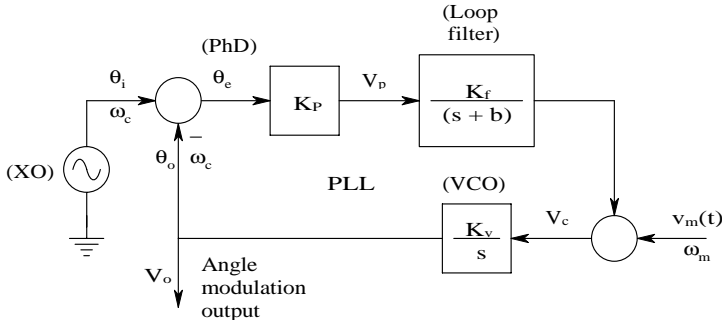 (Loop
filter)
(PhD)
θi
ωc
θe
KP
Vp
Kf
(s + b)
−
θo
ωc
(XO)
PLL
(VCO)
Kv
s
Vc
vm(t)
ωm
Vo
Angle
modulation
output